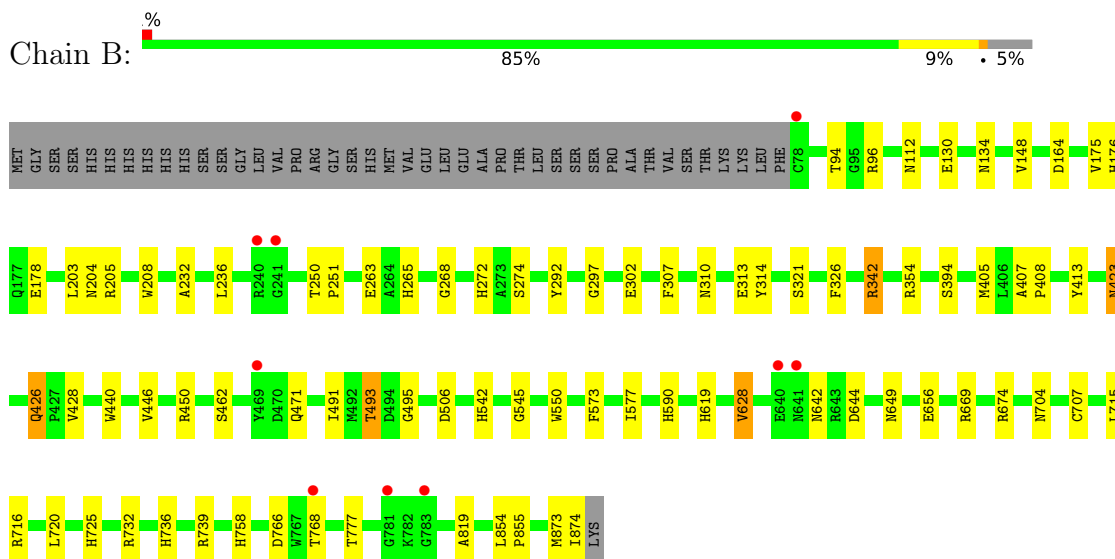 .%
Chain B:
85% 9% • 5%
MET GLY SER SER HIS HIS HIS HIS HIS HIS SER SER GLY LEU VAL PRO ARG GLY SER HIS MET VAL GLU LEU GLU ALA PRO THR LEU SER SER SER PRO ALA THR VAL SER THR LYS LYS LEU PHE C78 T94 G95 R96 N112 E130 N134 V148 D164 V175 H176
Q177 E178 L203 N204 R205 W208 A232 L236 R240 G241 T250 P251 E263 A264 H265 G268 H272 A273 S274 Y292 G297 E302 F307 N310 E313 Y314 S321 F326 R342 R354 S394 M405 L406 A407 P408 Y413 N423
Q426 P427 V428 W440 V446 R450 S462 Y469 D470 Q471 I491 M492 T493 D494 G495 D506 H542 G545 W550 F573 I577 H590 H619 V628 E640 N641 N642 R643 D644 N649 E656 R669 R674 N704 C707 L715
R716 L720 H725 R732 H736 R739 H758 D766 W767 T768 T777 G781 K782 G783 A819 L854 P855 M873 I874 LYS